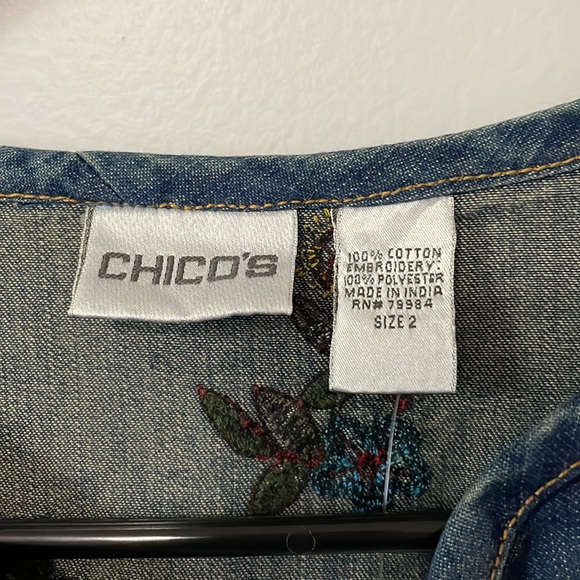 CHICO'S
100% COTTON
EMBROIDERY:
100% POLYESTER
MADE IN INDIA
RN# 79984
SIZE 2